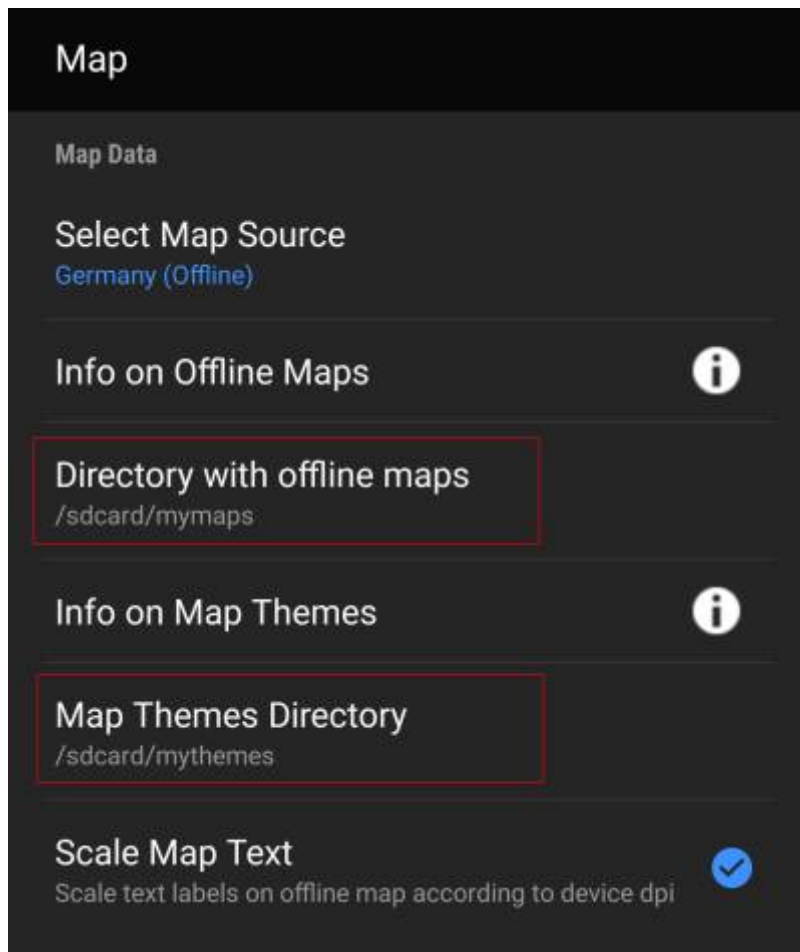 Map
Map Data
Select Map Source
Germany (Offline)
Info on Offline Maps
Directory with offline maps
/sdcard/mymaps
Info on Map Themes
Map Themes Directory
/sdcard/mythemes
Scale Map Text
Scale text labels on offline map according to device dpi